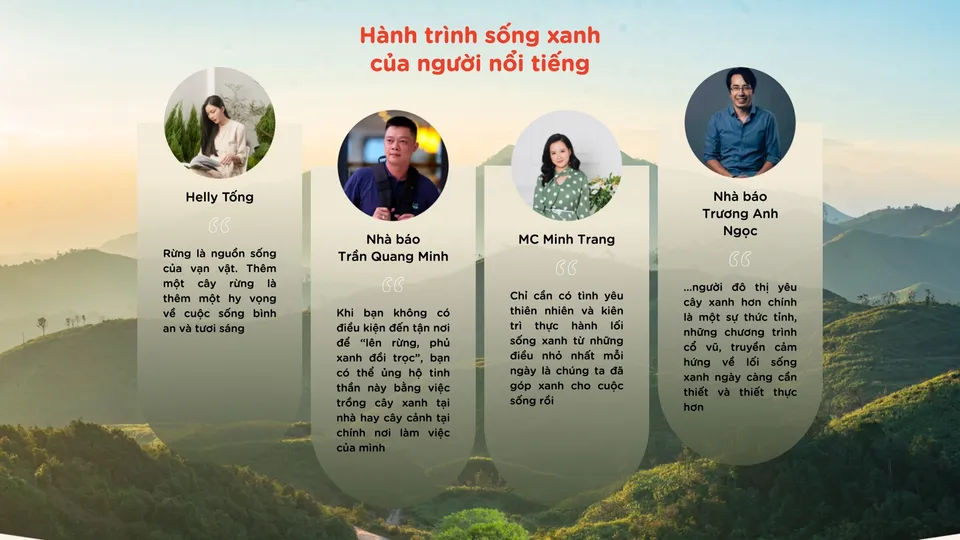 Hành trình sống xanh
của người nổi tiếng
Helly Tống
Rừng là nguồn sống
của vạn vật. Thêm
một cây rừng là
thêm một hy vọng
về cuộc sống bình
an và tươi sáng
Nhà báo
Trần Quang Minh
Khi bạn không có
điều kiện đến tận nơi
để “lên rừng, phủ
xanh đồi trọc”, bạn
có thể ủng hộ tinh
thần này bằng việc
trồng cây xanh tại
nhà hay cây cảnh tại
chính nơi làm việc
của mình
MC Minh Trang
Chỉ cần có tình yêu
thiên nhiên và kiên
trì thực hành lối
sống xanh từ những
điều nhỏ nhất mỗi
ngày là chúng ta đã
góp xanh cho cuộc
sống rồi
Nhà báo
Trương Anh
Ngọc
...người đô thị yêu
cây xanh hơn chính
là một sự thức tỉnh,
những chương trình
cổ vũ, truyền cảm
hứng về lối sống
xanh ngày càng cần
thiết và thiết thực
hơn